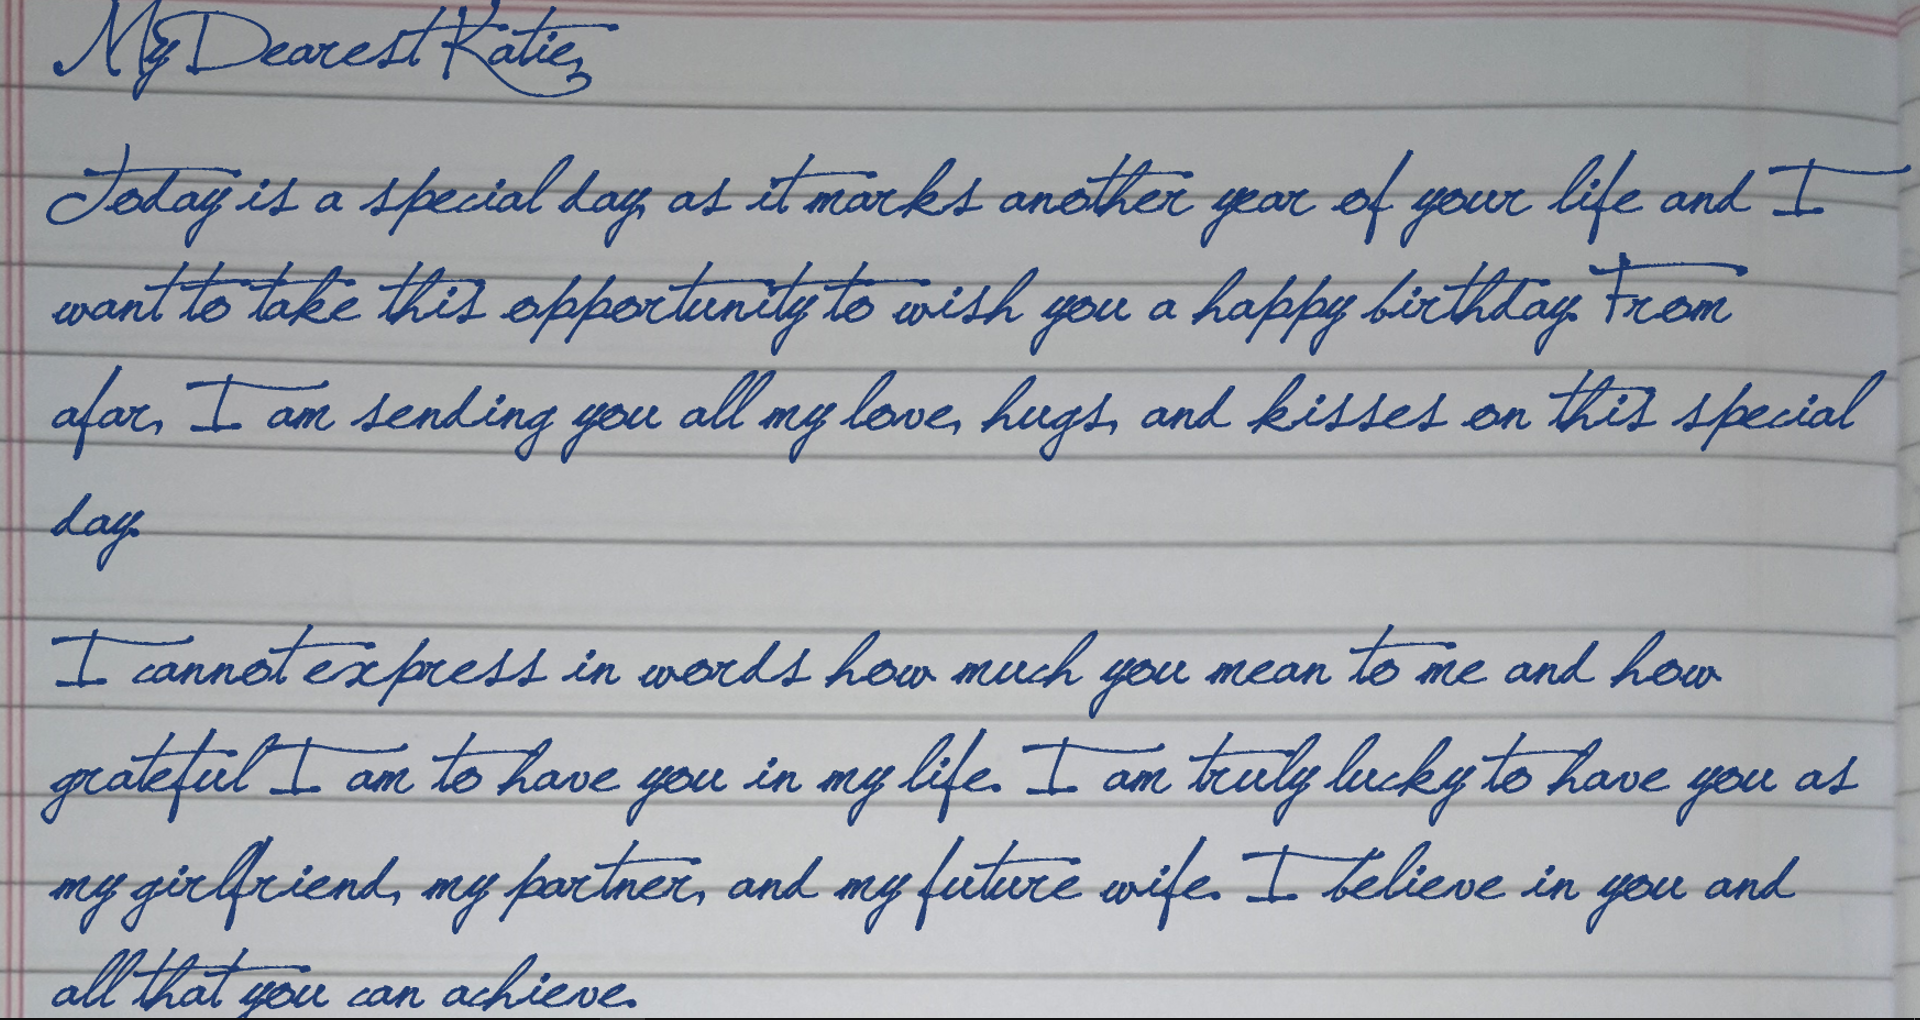 My Dearest Katie,
Today is a special day, as it marks another year of your life and I
want to take this opportunity to wish you a happy birthday. From
afar, I am sending you all my love, hugs, and kisses on this special
day.
I cannot express in words how much you mean to me and how
grateful I am to have you in my life. I am truly lucky to have you as
my girlfriend, my partner, and my future wife. I believe in you and
all that you can achieve.